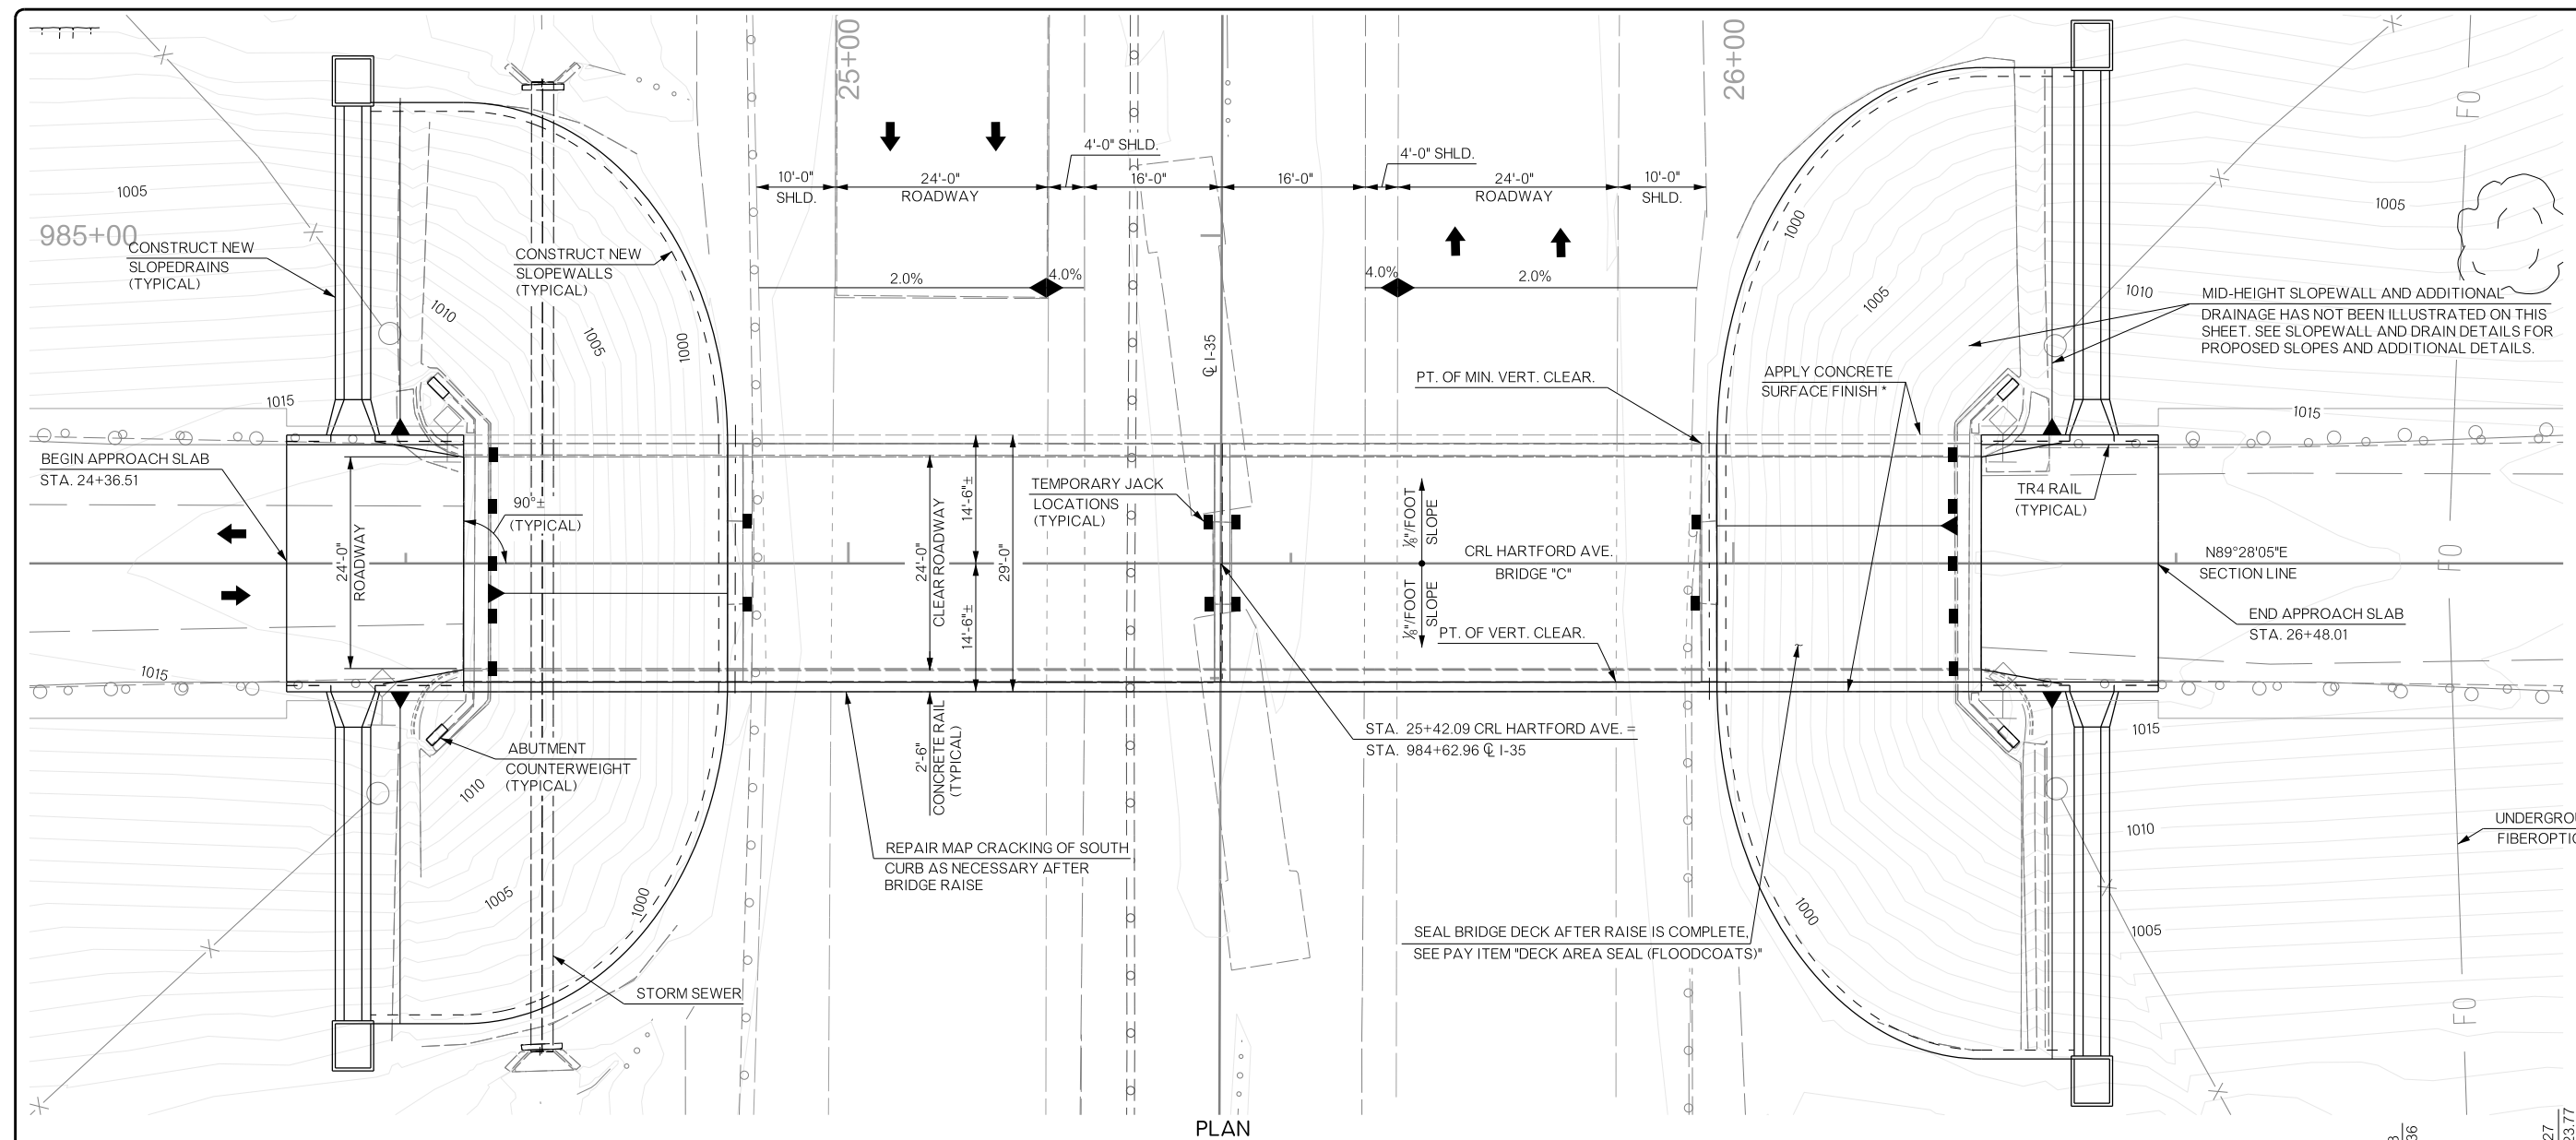 25+00
26+00
FO
4'-0" SHLD.
4'-0" SHLD.
10'-0"
SHLD.
24'-0"
ROADWAY
16'-0"
16'-0"
24'-0"
ROADWAY
10'-0"
SHLD.
1005
985+00
CONSTRUCT NEW
SLOPEDRAINS
(TYPICAL)
CONSTRUCT NEW
SLOPEWALLS
(TYPICAL)
1010
1005
1000
2.0%
4.0%
4.0%
2.0%
℄ I-35
1000
1005
1005
1010
MID-HEIGHT SLOPEWALL AND ADDITIONAL
DRAINAGE HAS NOT BEEN ILLUSTRATED ON THIS
SHEET. SEE SLOPEWALL AND DRAIN DETAILS FOR
PROPOSED SLOPES AND ADDITIONAL DETAILS.
PT. OF MIN. VERT. CLEAR.
APPLY CONCRETE
SURFACE FINISH *
1015
1015
BEGIN APPROACH SLAB
STA. 24+36.51
24'-0"
ROADWAY
90°±
(TYPICAL)
24'-0"
CLEAR ROADWAY
14'-6"±
14'-6"±
29'-0"
TEMPORARY JACK
LOCATIONS
(TYPICAL)
⅛"/FOOT
SLOPE
⅛"/FOOT
SLOPE
CRL HARTFORD AVE.
BRIDGE "C"
TR4 RAIL
(TYPICAL)
FO
N89°28'05"E
SECTION LINE
END APPROACH SLAB
STA. 26+48.01
PT. OF VERT. CLEAR.
1015
1015
2'-6"
CONCRETE RAIL
(TYPICAL)
STA. 25+42.09 CRL HARTFORD AVE. =
STA. 984+62.96 ℄ I-35
ABUTMENT
COUNTERWEIGHT
(TYPICAL)
1010
1005
1000
REPAIR MAP CRACKING OF SOUTH
CURB AS NECESSARY AFTER
BRIDGE RAISE
1010
1000
1005
SEAL BRIDGE DECK AFTER RAISE IS COMPLETE,
SEE PAY ITEM "DECK AREA SEAL (FLOODCOATS)"
STORM SEWER
FO
PLAN